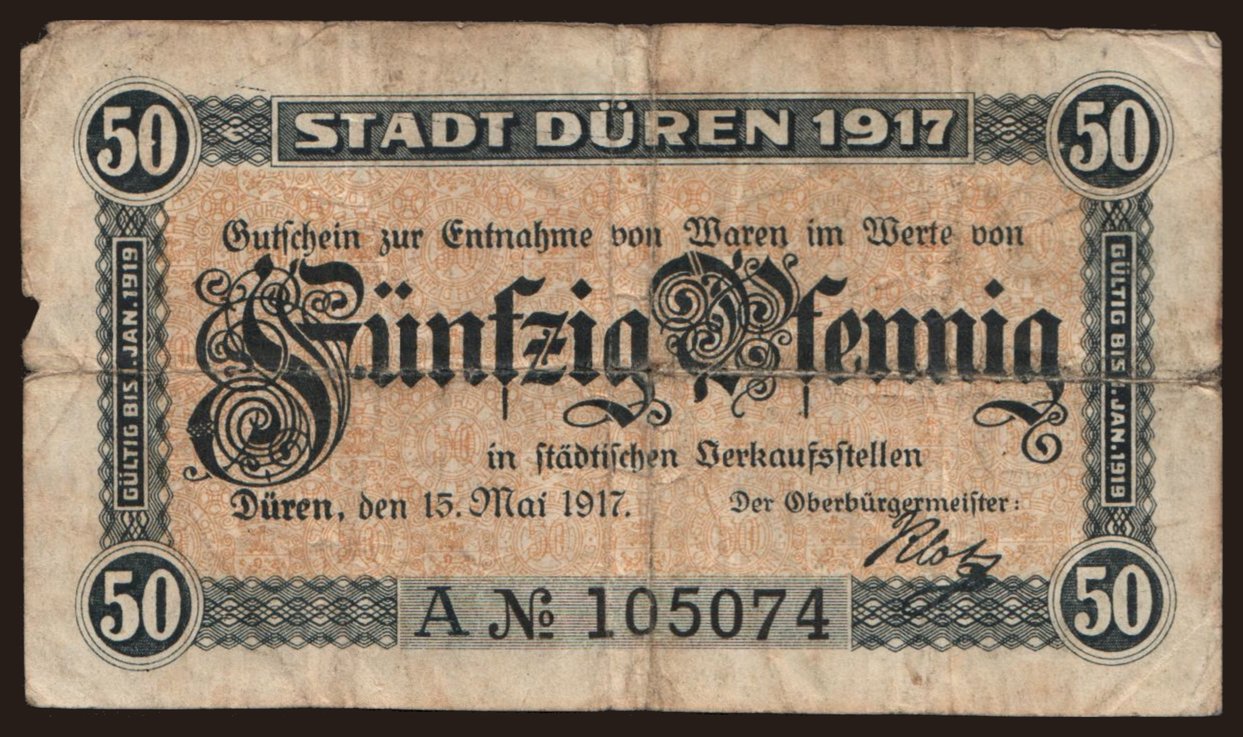 50 STADT DÜREN 1917 50
Gutschein zur Entnahme von Waren im Werte von
Fünfzig Pfennig
in städtischen Verkaufsstellen
Düren, den 15. Mai 1917. Der Oberbürgermeister:
Klotz
GÜLTIG BIS 1. JAN. 1919
GÜLTIG BIS 1. JAN. 1919
50 A № 105074 50